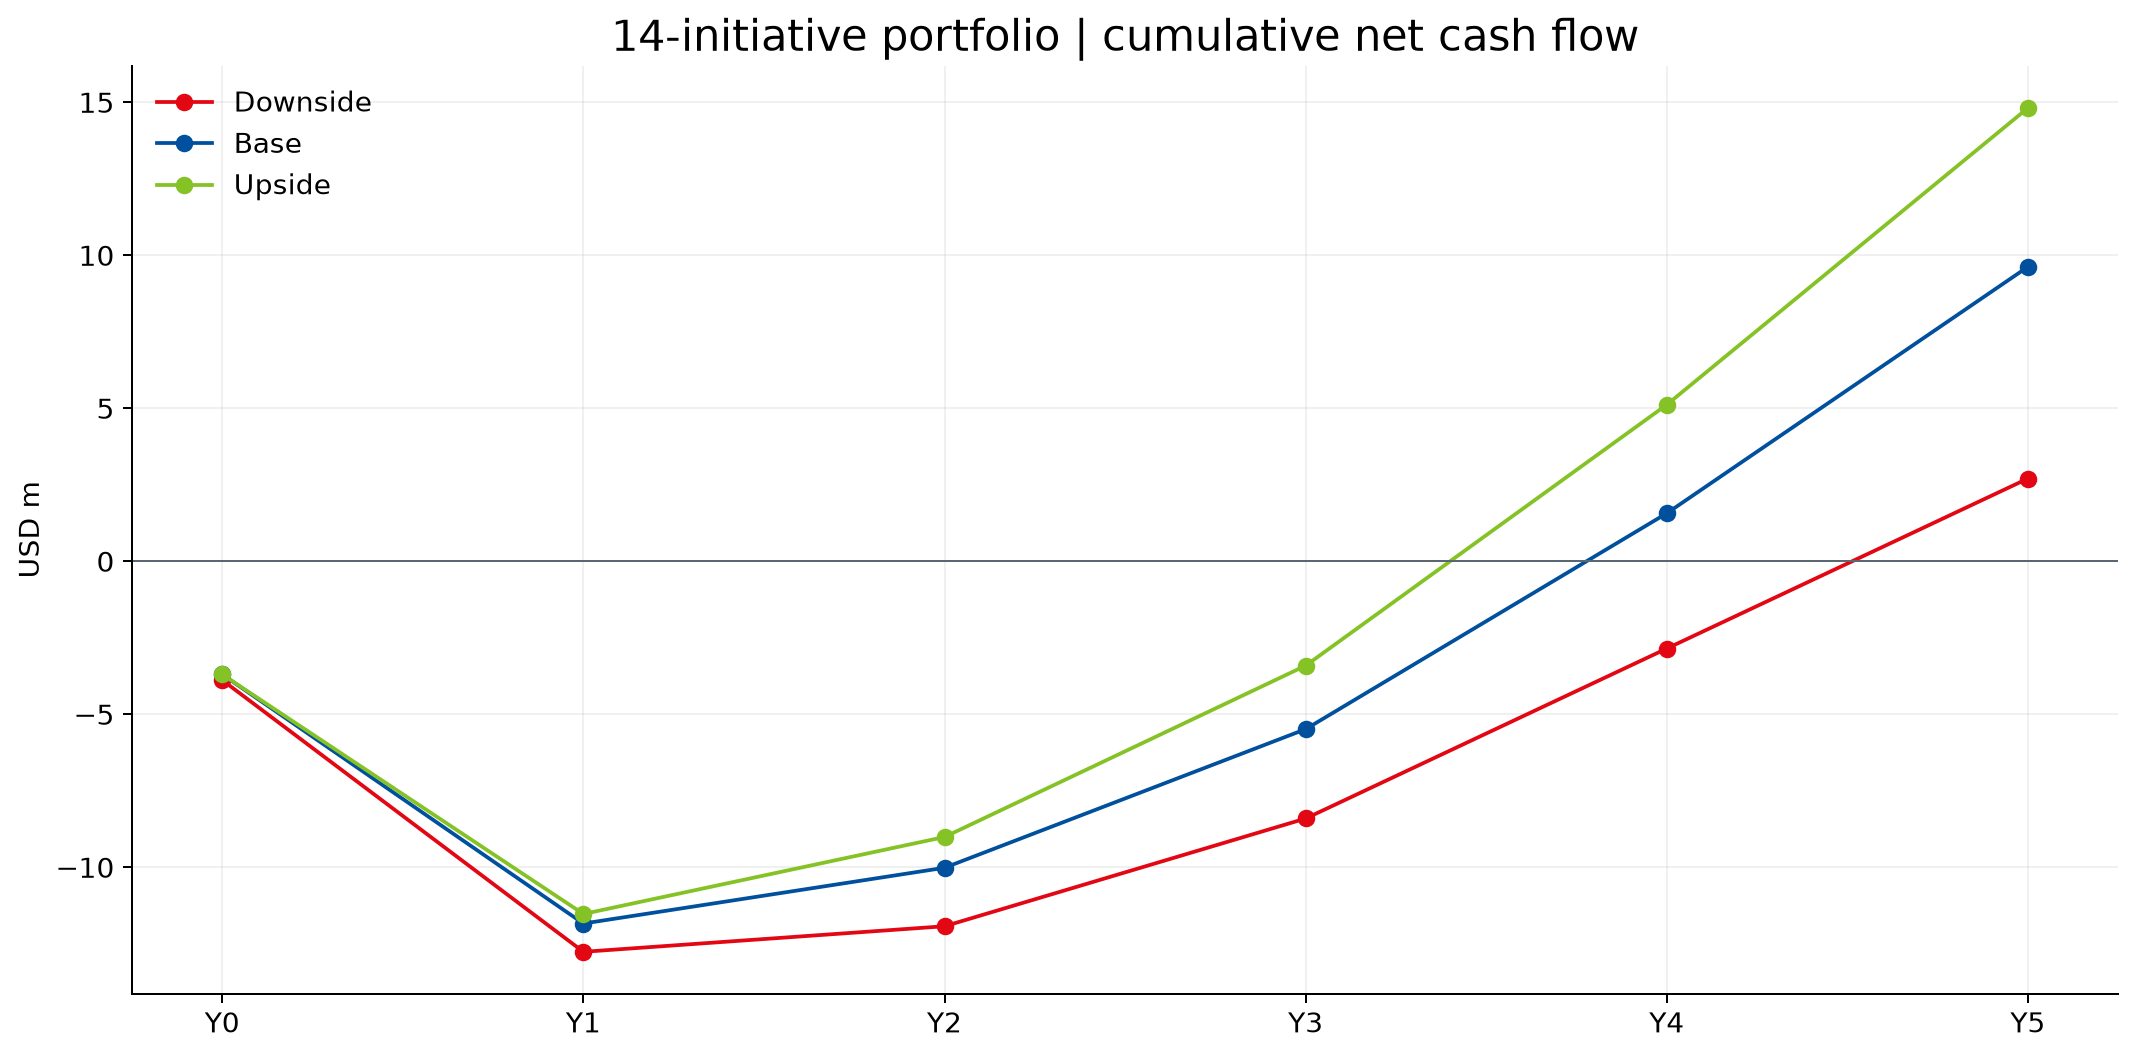 14-initiative portfolio | cumulative net cash flow
Downside
Base
Upside
USD m
15
10
5
0
−5
−10
Y0 Y1 Y2 Y3 Y4 Y5